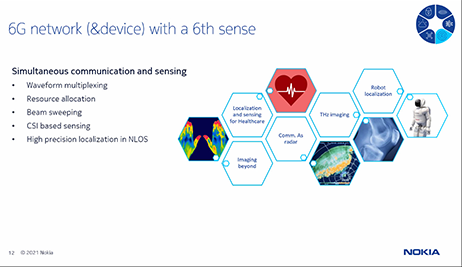 6G network (&device) with a 6th sense
Simultaneous communication and sensing
• Waveform multiplexing
• Resource allocation
• Beam sweeping
• CSI based sensing
• High precision localization in NLOS
Localization
and sensing
for Healthcare
Imaging
beyond
Comm. As
radar
THz imaging
Robot
localization
12 © 2021 Nokia
NOKIA